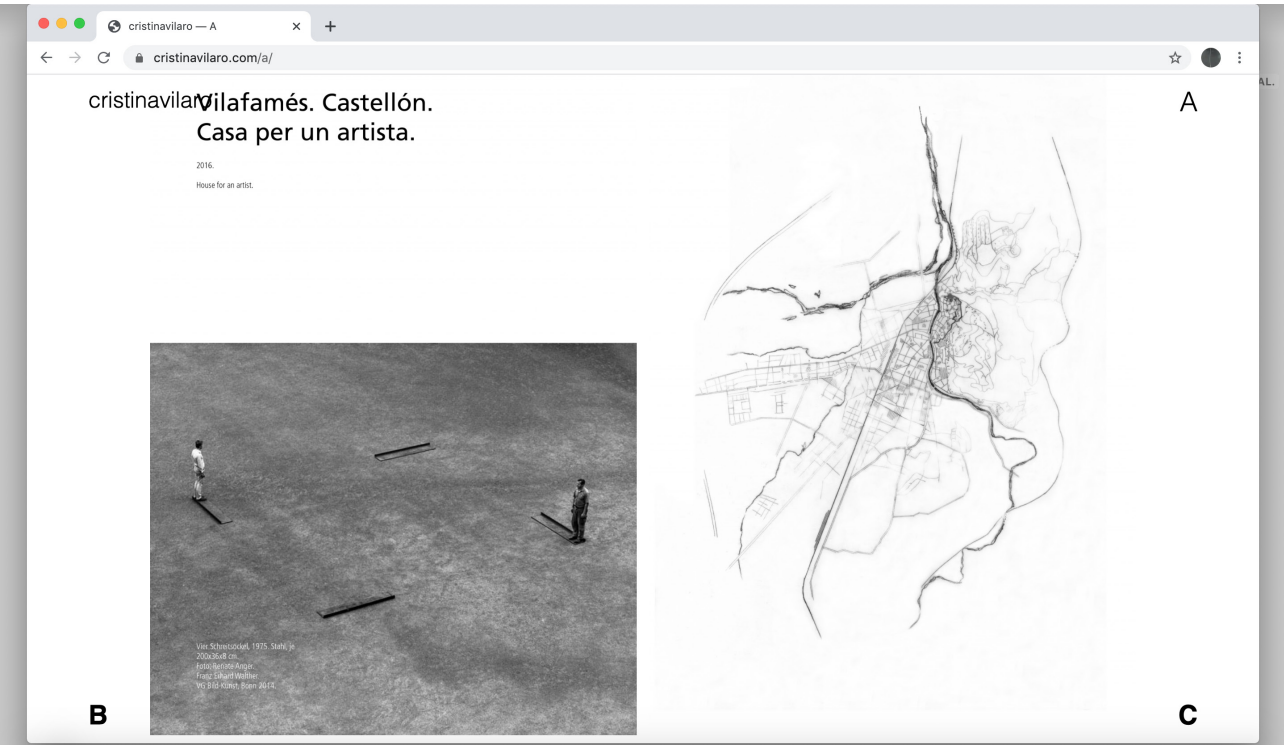 cristinavilaro — A
cristinavilaro.com/a/
AL.
cristinavilaro
A
Vilafamés. Castellón.
Casa per un artista.
2016.
House for an artist.
Vier Schreitsockel, 1975. Stahl, je
200x36x8 cm.
Foto, Renate Anger.
Franz Erhard Walther
VG Bild-Kunst, Bonn 2014.
B
C